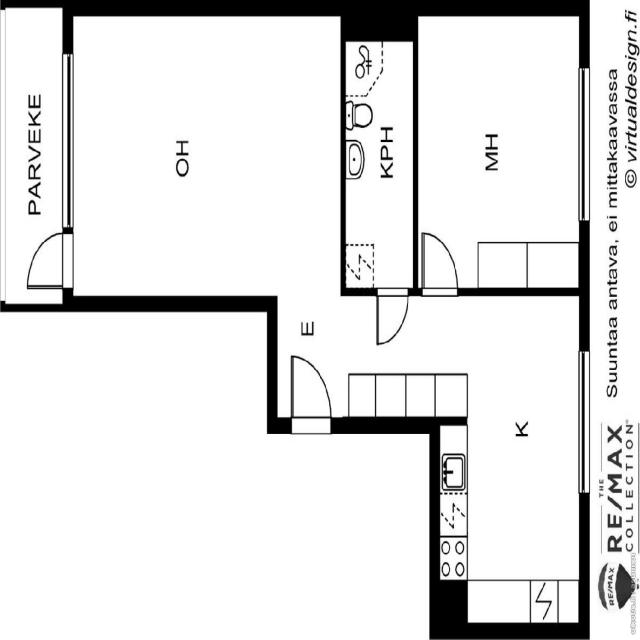 PARVEKE
OH
KPH
MH
E
K
Suuntaa antava, ei mittakaavassa
© virtualdesign.fi
THE
RE/MAX
COLLECTION®
RE/MAX